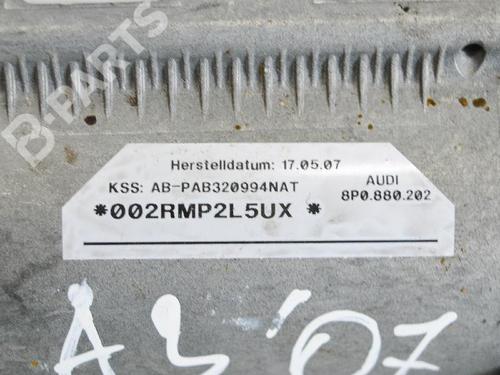 B-PARTS
Herstelldatum: 17.05.07
KSS: AB-PAB320994NAT
AUDI
8P0.880.202
*002RMP2L5UX *
A3 '07